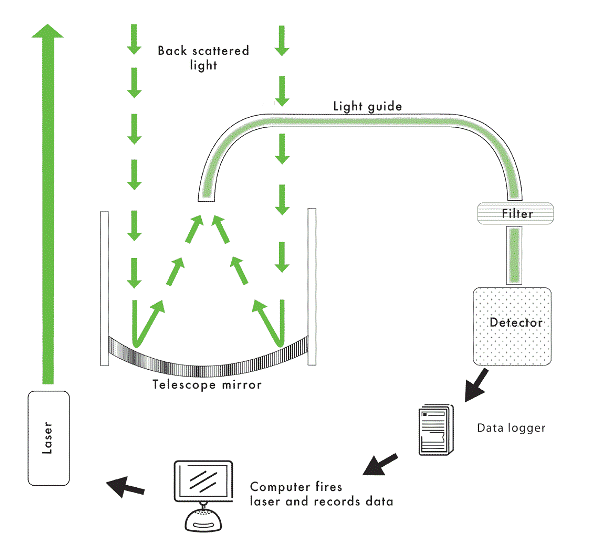 Back scattered
light
Light guide
Filter
Detector
Telescope mirror
Laser
Data logger
Computer fires
laser and records data